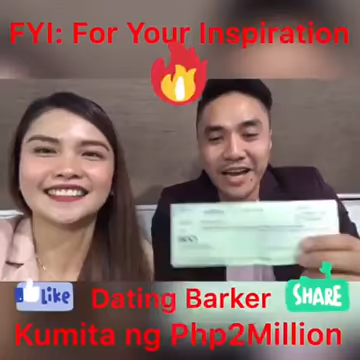 FYI: For Your Inspiration
Like
Dating Barker
SHARE
Kumita ng Php2Million